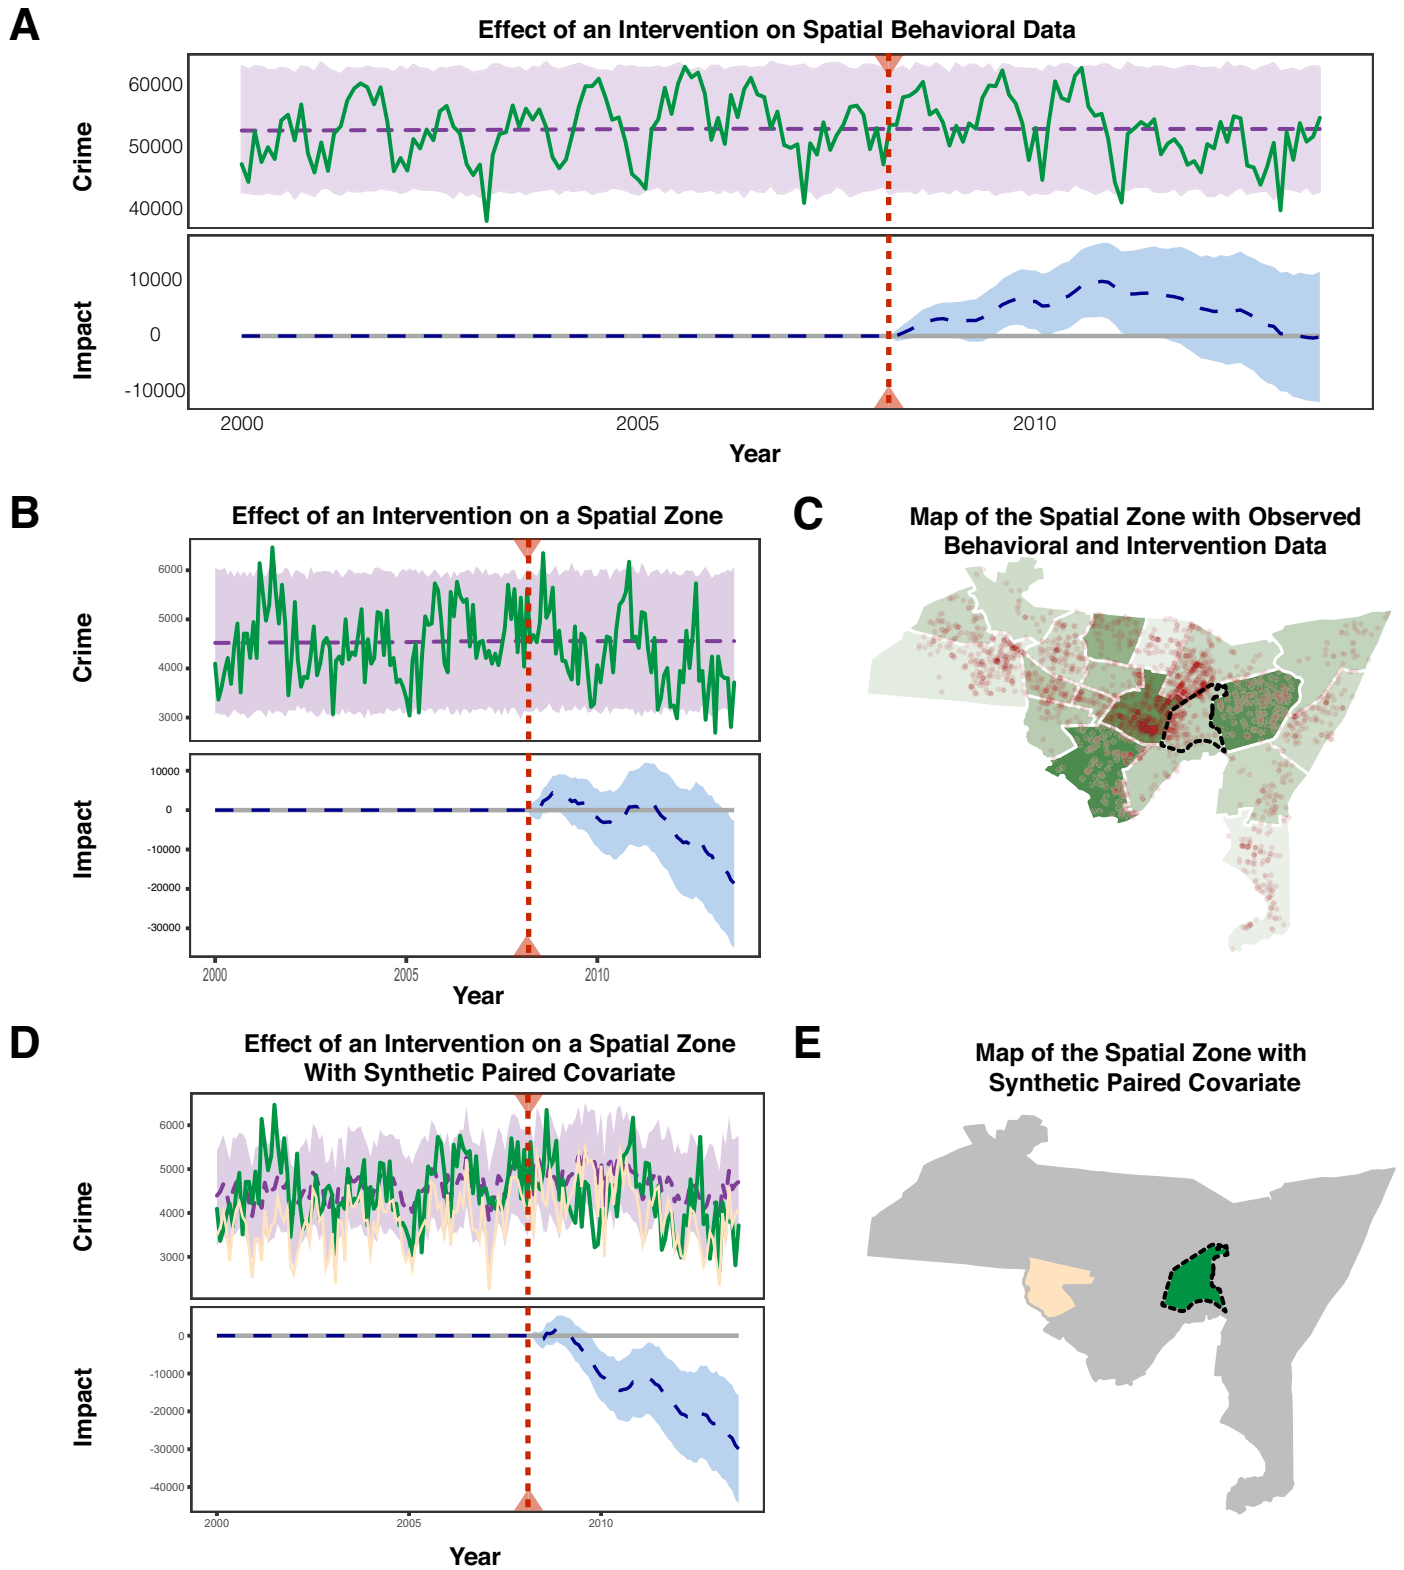 A
Effect of an Intervention on Spatial Behavioral Data
Crime
60000
50000
40000
Impact
10000
0
-10000
2000 2005 2010
Year
B
Effect of an Intervention on a Spatial Zone
Crime
6000
5000
4000
3000
Impact
10000
0
-10000
-20000
-30000
2000 2005 2010
Year
C
Map of the Spatial Zone with Observed
Behavioral and Intervention Data
D
Effect of an Intervention on a Spatial Zone
With Synthetic Paired Covariate
Crime
6000
5000
4000
3000
Impact
0
-10000
-20000
-30000
-40000
2000 2005 2010
Year
E
Map of the Spatial Zone with
Synthetic Paired Covariate